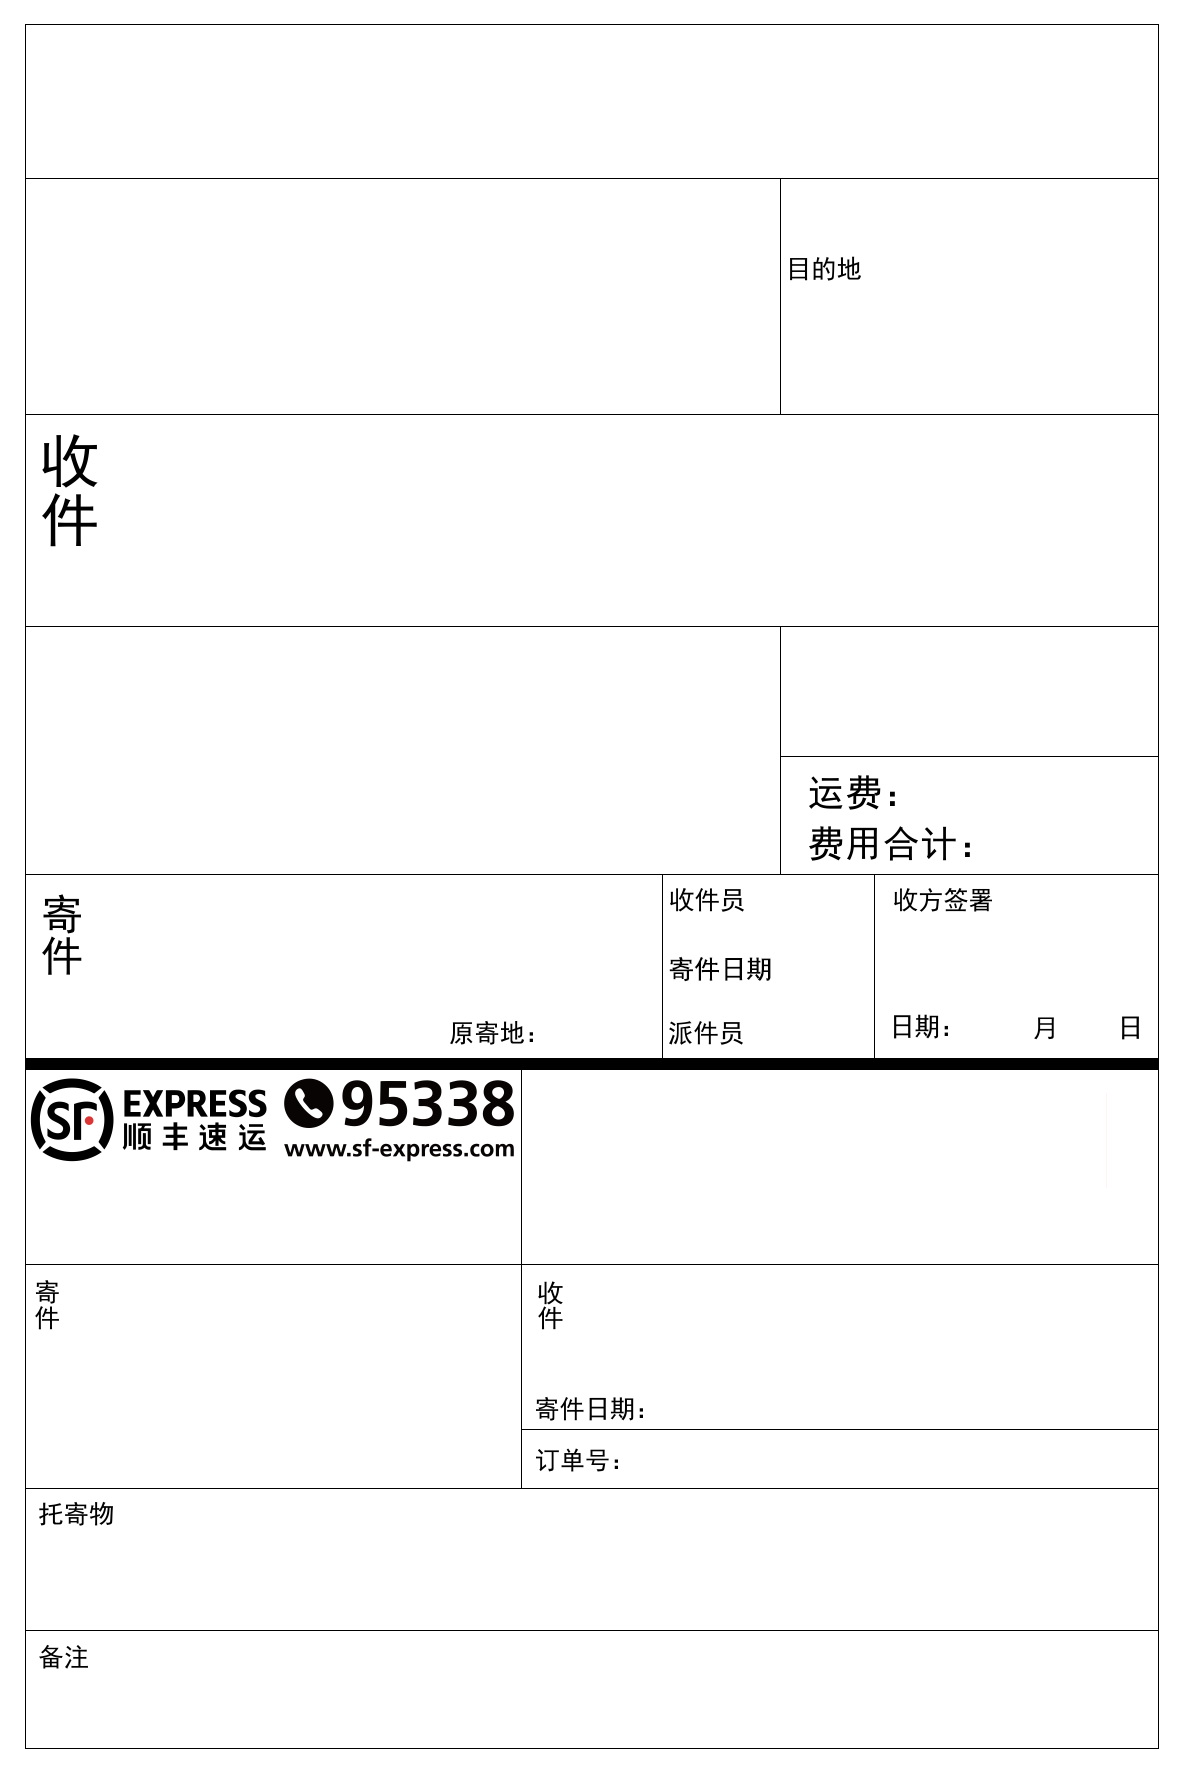 目的地
收
件
运费：
费用合计：
寄
件
原寄地：
收件员
寄件日期
派件员
收方签署
日期： 月 日
SF EXPRESS
顺丰速运
95338
www.sf-express.com
寄
件
收
件
寄件日期：
订单号：
托寄物
备注